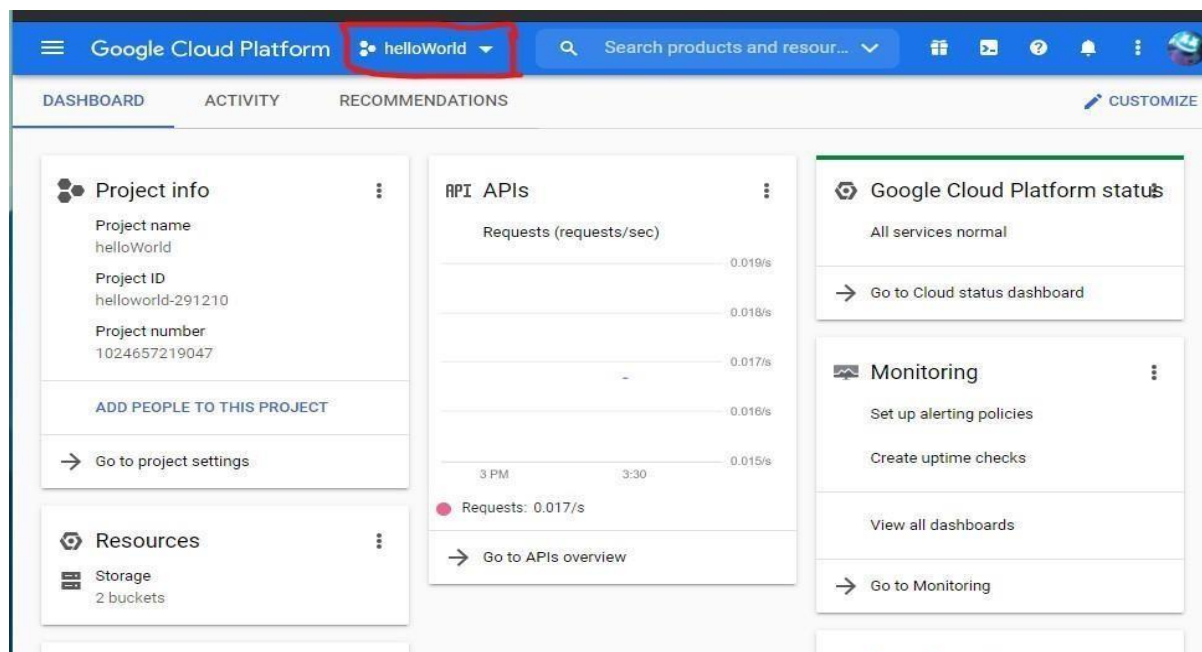 Google Cloud Platform helloWorld Search products and resour...
DASHBOARD ACTIVITY RECOMMENDATIONS CUSTOMIZE
Project info
Project name
helloWorld
Project ID
helloworld-291210
Project number
1024657219047
ADD PEOPLE TO THIS PROJECT
Go to project settings
Resources
Storage
2 buckets
API APIs
Requests (requests/sec)
0.019/s
0.018/s
0.017/s
0.016/s
0.015/s
3 PM 3:30
Requests: 0.017/s
Go to APIs overview
Google Cloud Platform status
All services normal
Go to Cloud status dashboard
Monitoring
Set up alerting policies
Create uptime checks
View all dashboards
Go to Monitoring